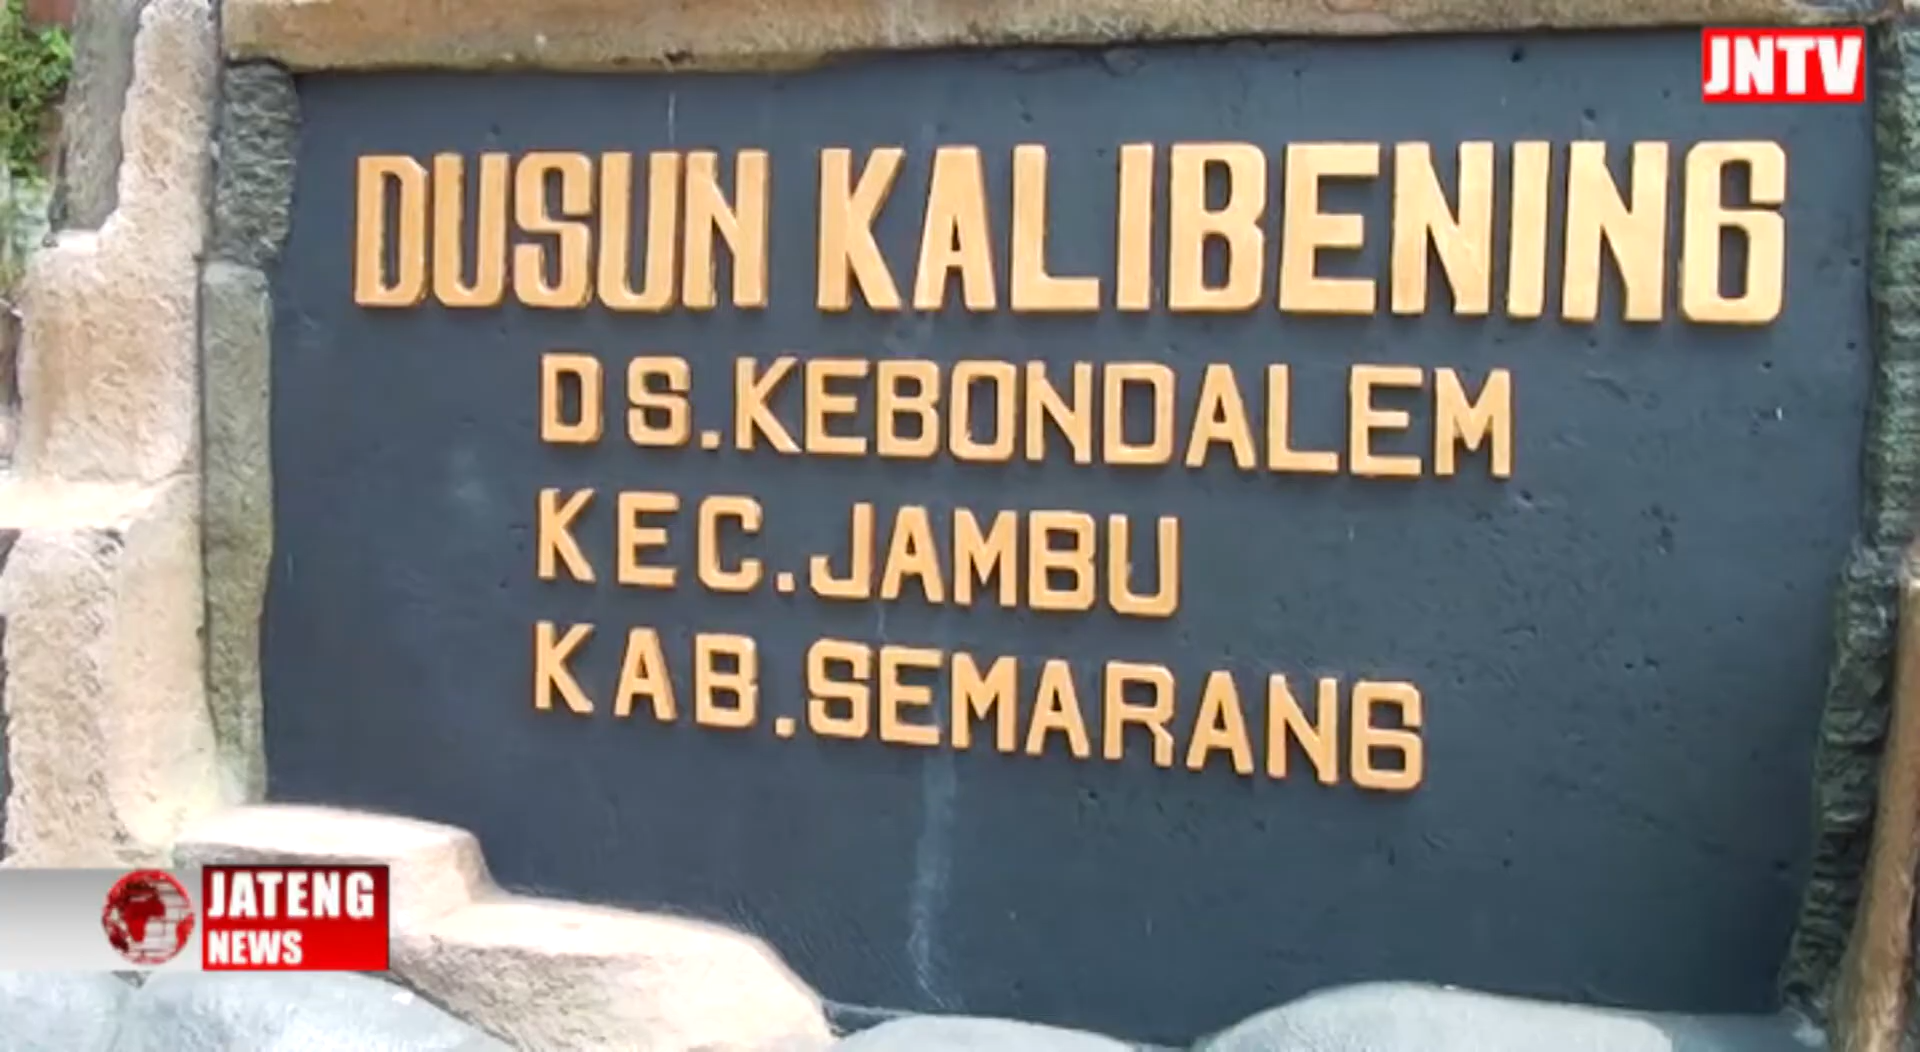 JNTV
DUSUN KALIBENING
DS.KEBONDALEM
KEC.JAMBU
KAB.SEMARANG
JATENG
NEWS